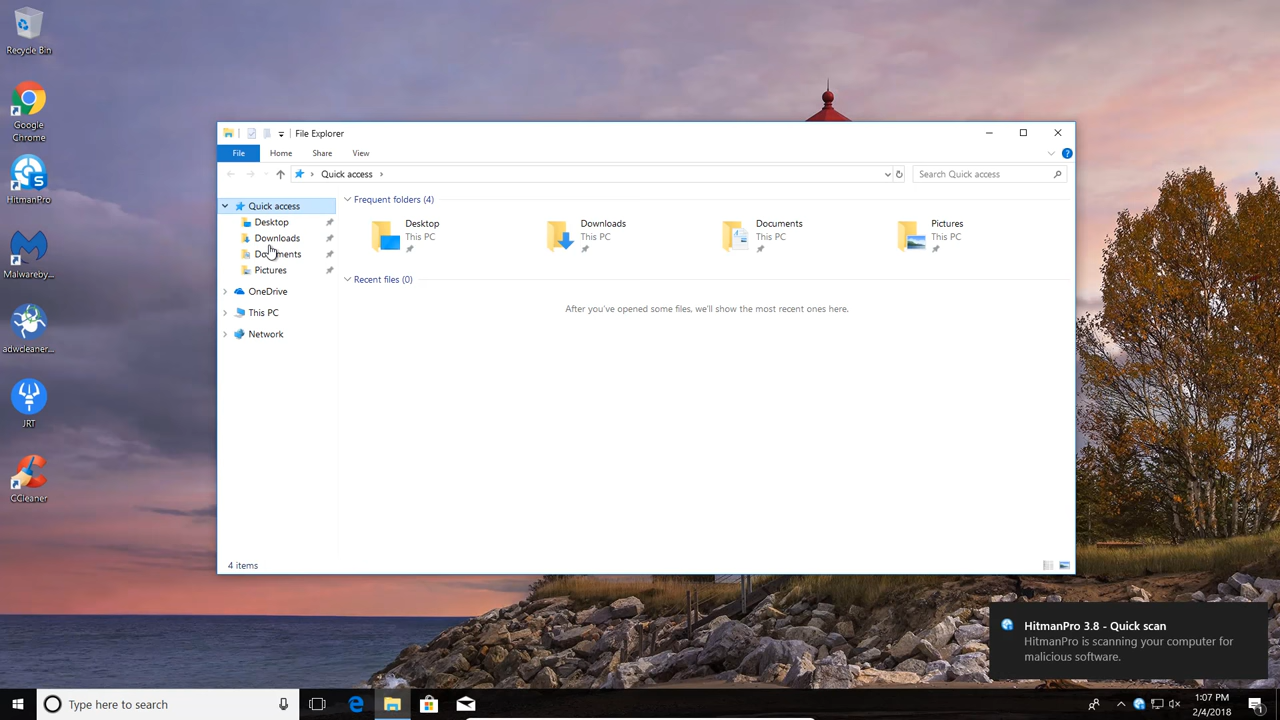 Recycle Bin
Google
Chrome
HitmanPro
Malwareby...
adwcleaner...
JRT
CCleaner
File Explorer
File
Home
Share
View
Quick access
Search Quick access
Quick access
Desktop
Downloads
Documents
Pictures
OneDrive
This PC
Network
Frequent folders (4)
Desktop
This PC
Downloads
This PC
Documents
This PC
Pictures
This PC
Recent files (0)
After you've opened some files, we'll show the most recent ones here.
4 items
HitmanPro 3.8 - Quick scan
HitmanPro is scanning your computer for
malicious software.
Type here to search
1:07 PM
2/4/2018
1